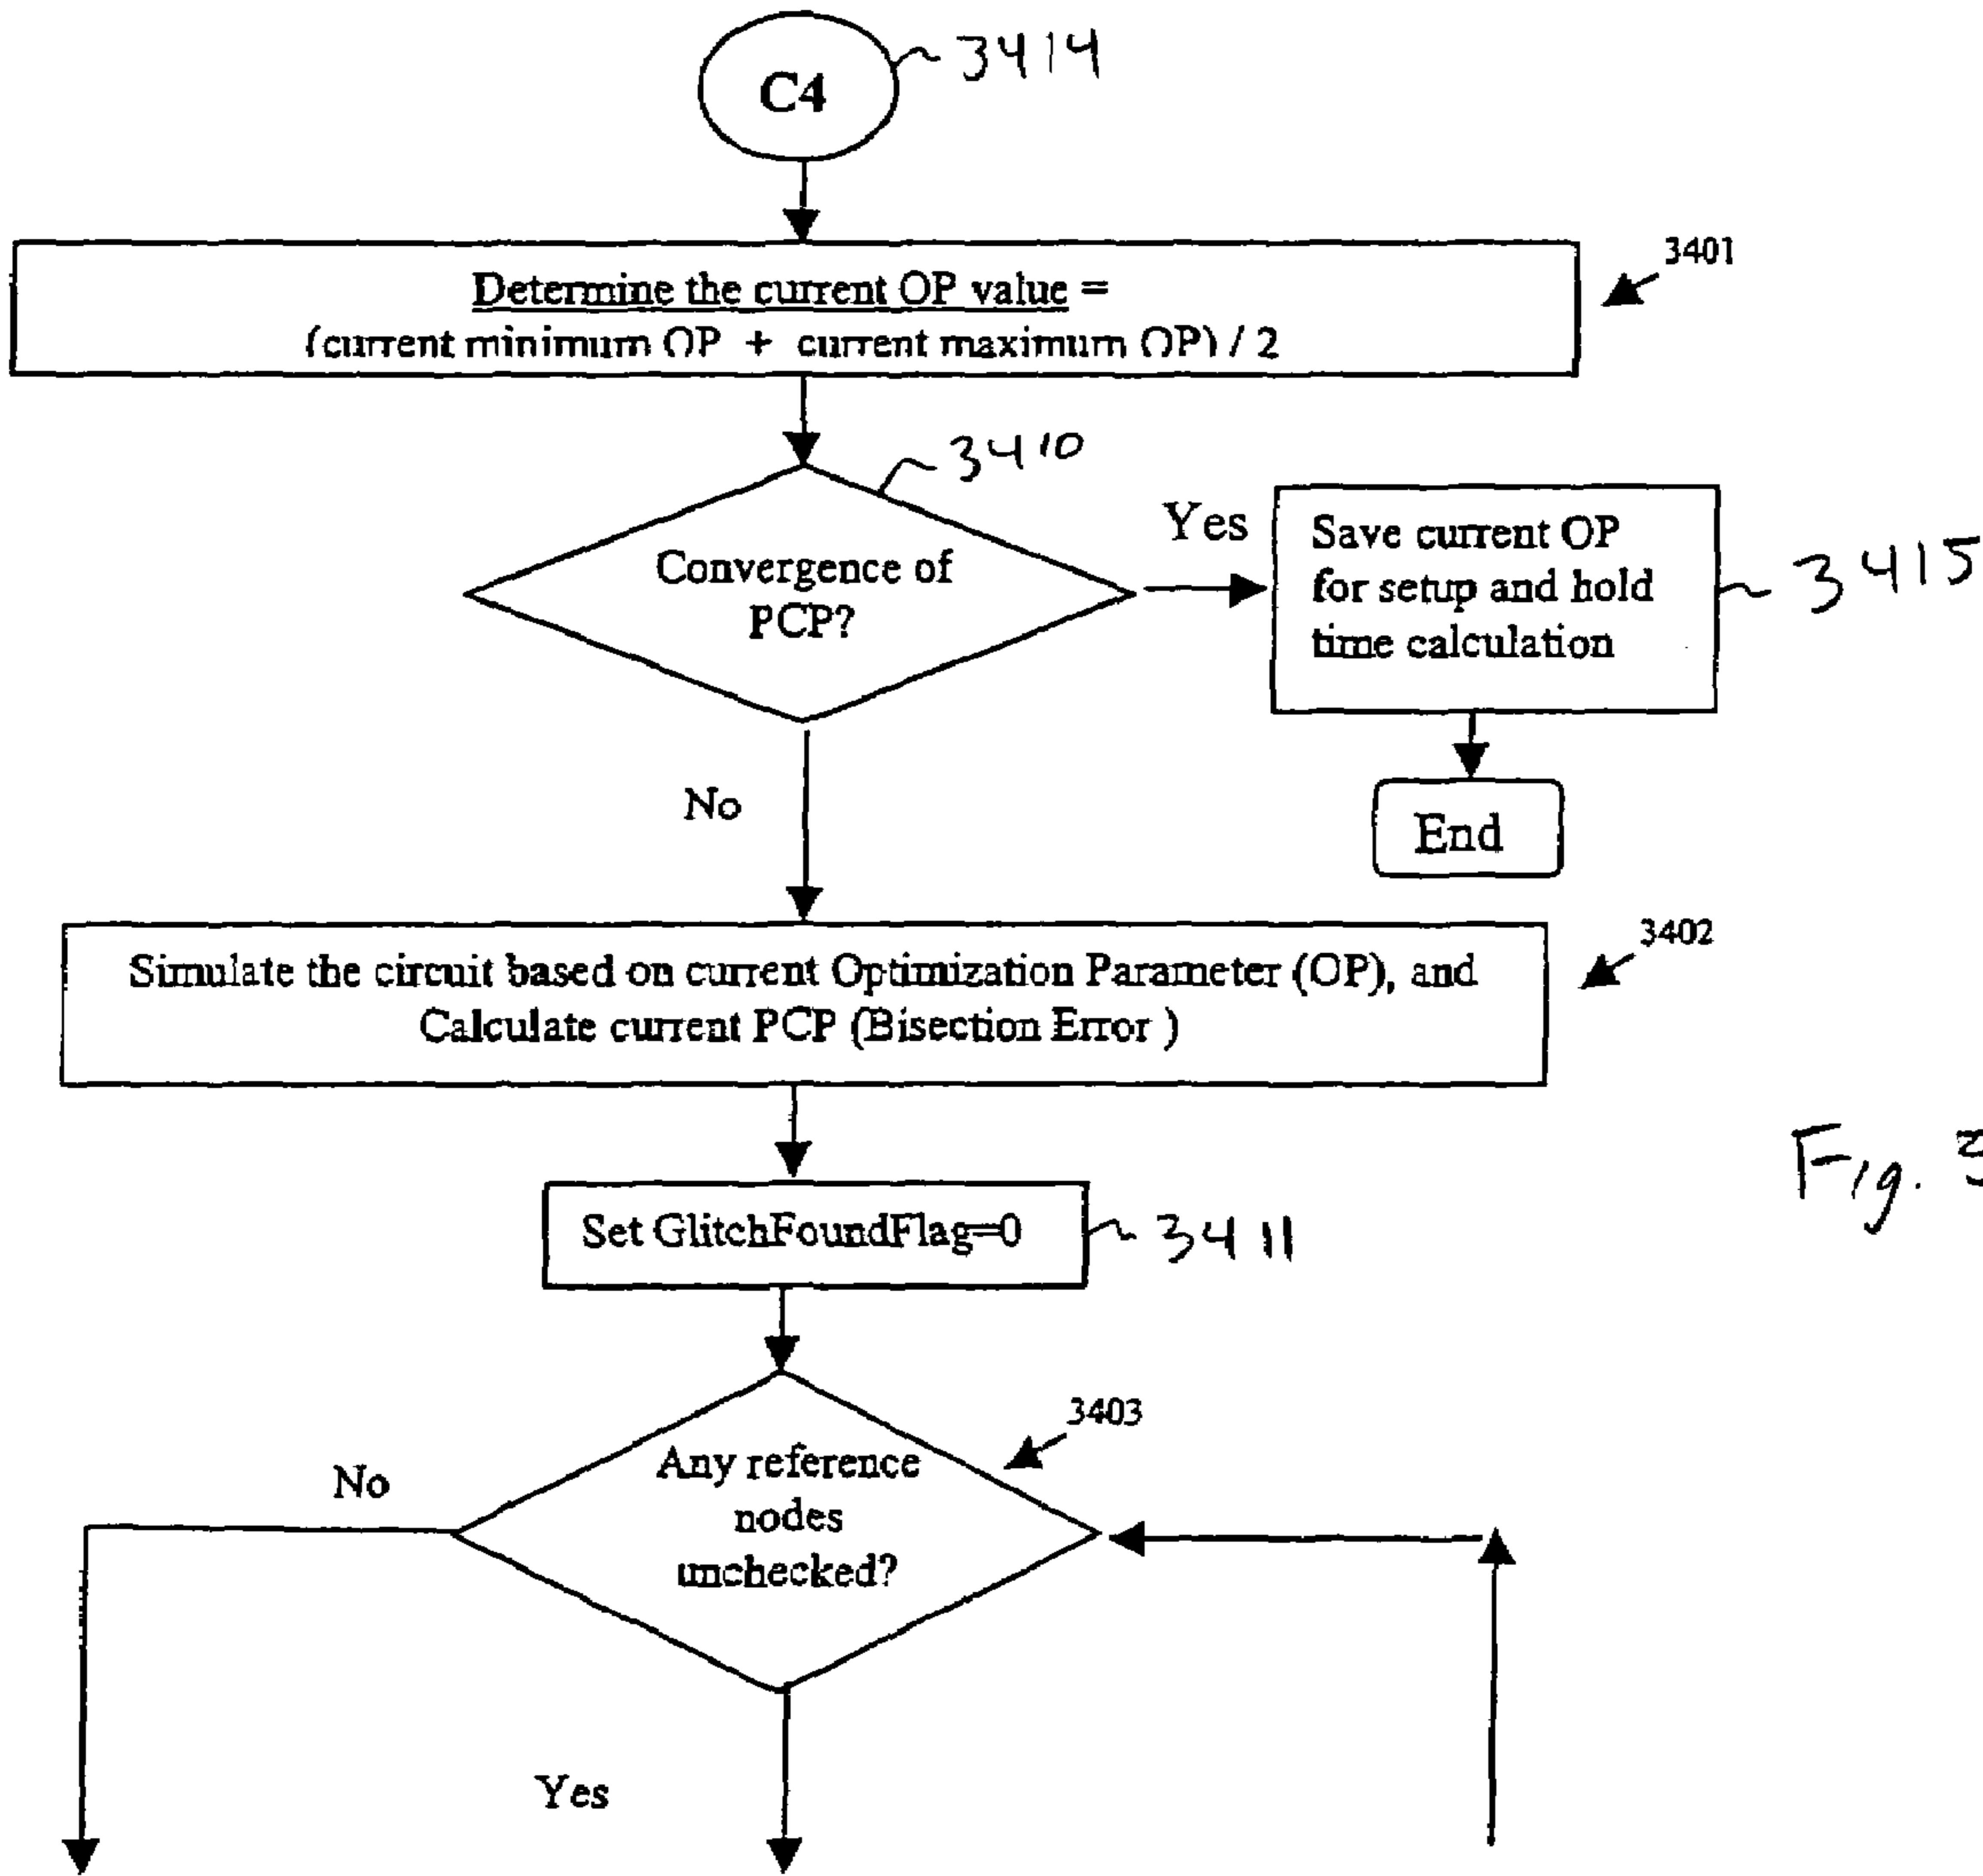 C4
3414
3401
Determine the current OP value =
(current minimum OP + current maximum OP) / 2
3410
Convergence of
PCP?
Yes
Save current OP
for setup and hold
time calculation
3415
No
End
3402
Simulate the circuit based on current Optimization Parameter (OP), and
Calculate current PCP (Bisection Error )
Fig. 3
Set GlitchFoundFlag=0
3411
3403
Any reference
nodes
unchecked?
No
Yes